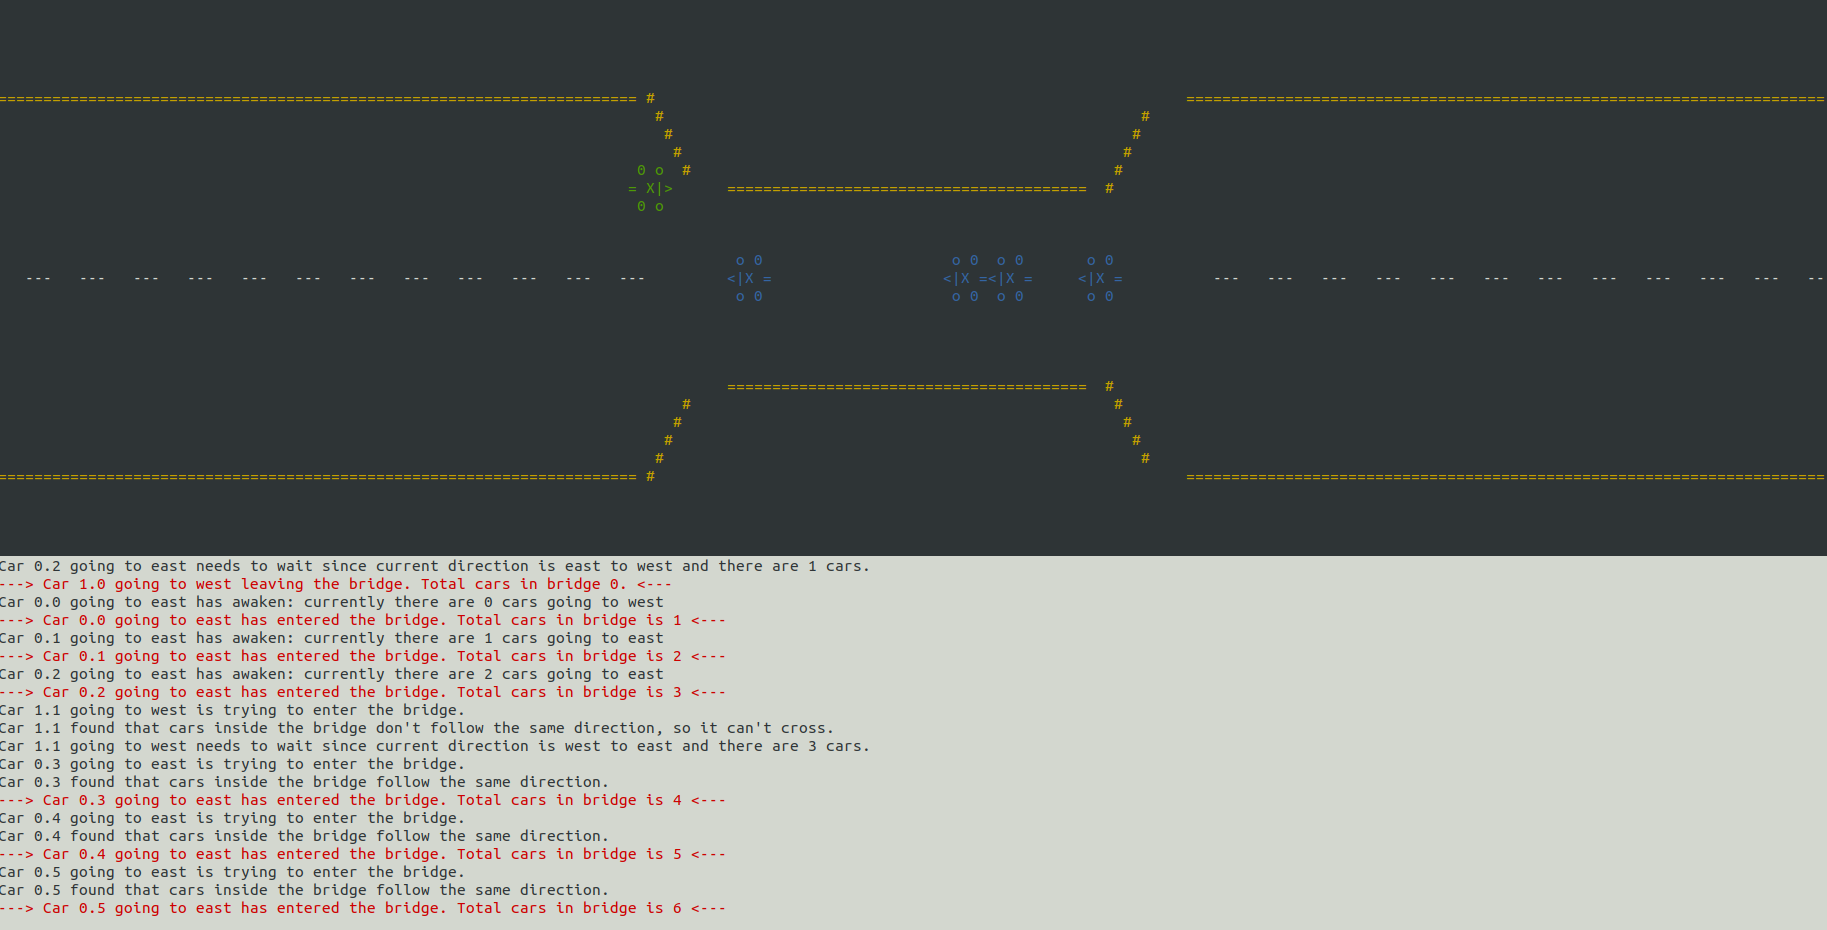 ======================================================================= # =======================================================================
# #
# #
# #
0 o # #
= X|> ======================================== #
0 o
o 0 o 0 o 0 o 0
--- --- --- --- --- --- --- --- --- --- --- --- <|X = <|X =<|X = <|X = --- --- --- --- --- --- --- --- --- --- --- --
o 0 o 0 o 0 o 0
======================================== #
# #
# #
# #
# #
======================================================================= # =======================================================================
Car 0.2 going to east needs to wait since current direction is east to west and there are 1 cars.
---> Car 1.0 going to west leaving the bridge. Total cars in bridge 0. <---
Car 0.0 going to east has awaken: currently there are 0 cars going to west
---> Car 0.0 going to east has entered the bridge. Total cars in bridge is 1 <---
Car 0.1 going to east has awaken: currently there are 1 cars going to east
---> Car 0.1 going to east has entered the bridge. Total cars in bridge is 2 <---
Car 0.2 going to east has awaken: currently there are 2 cars going to east
---> Car 0.2 going to east has entered the bridge. Total cars in bridge is 3 <---
Car 1.1 going to west is trying to enter the bridge.
Car 1.1 found that cars inside the bridge don't follow the same direction, so it can't cross.
Car 1.1 going to west needs to wait since current direction is west to east and there are 3 cars.
Car 0.3 going to east is trying to enter the bridge.
Car 0.3 found that cars inside the bridge follow the same direction.
---> Car 0.3 going to east has entered the bridge. Total cars in bridge is 4 <---
Car 0.4 going to east is trying to enter the bridge.
Car 0.4 found that cars inside the bridge follow the same direction.
---> Car 0.4 going to east has entered the bridge. Total cars in bridge is 5 <---
Car 0.5 going to east is trying to enter the bridge.
Car 0.5 found that cars inside the bridge follow the same direction.
---> Car 0.5 going to east has entered the bridge. Total cars in bridge is 6 <---